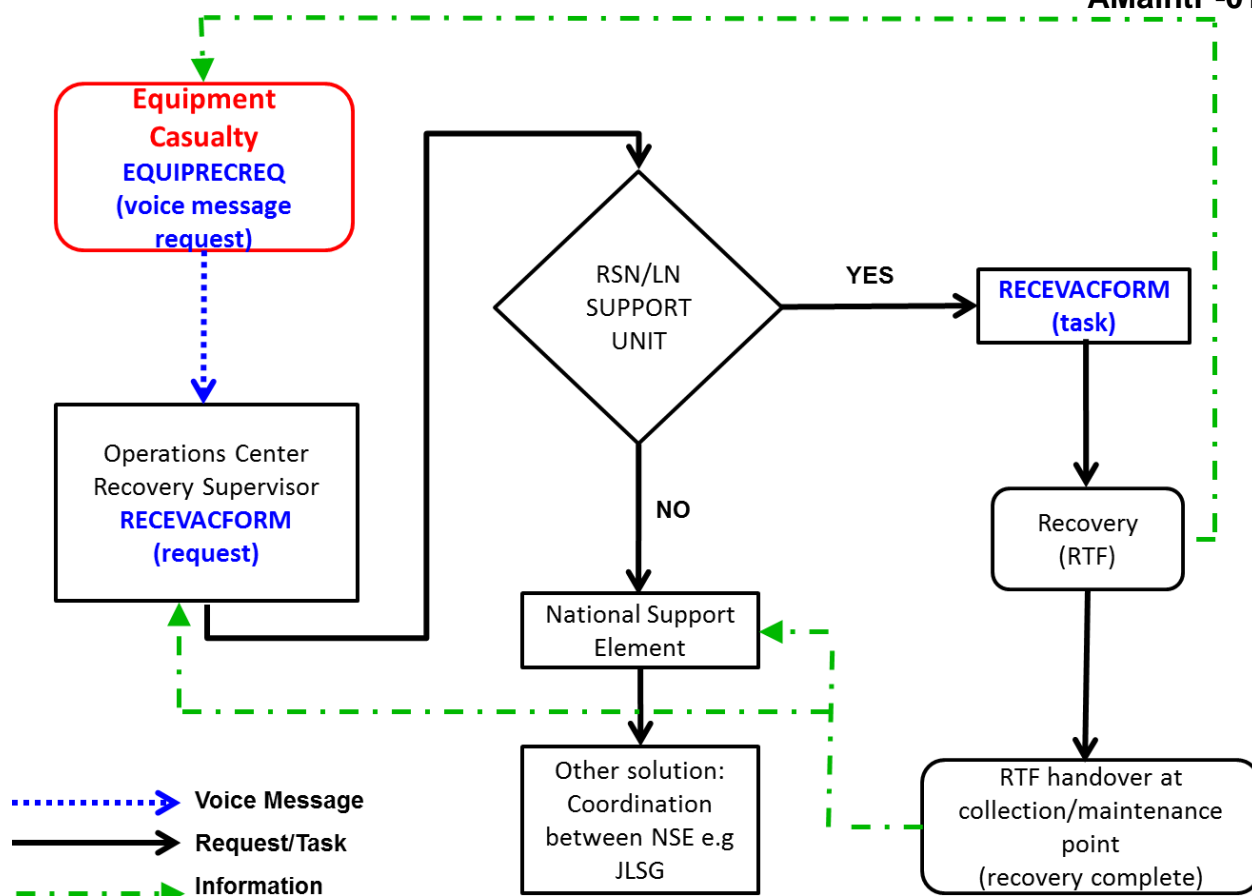 AMaintP-01
Equipment
Casualty
EQUIPRECREQ
(voice message
request)
Operations Center
Recovery Supervisor
RECEVACFORM
(request)
RSN/LN
SUPPORT
UNIT
YES
RECEVACFORM
(task)
NO
Recovery
(RTF)
National Support
Element
Other solution:
Coordination
between NSE e.g
JLSG
RTF handover at
collection/maintenance
point
(recovery complete)
Voice Message
Request/Task
Information